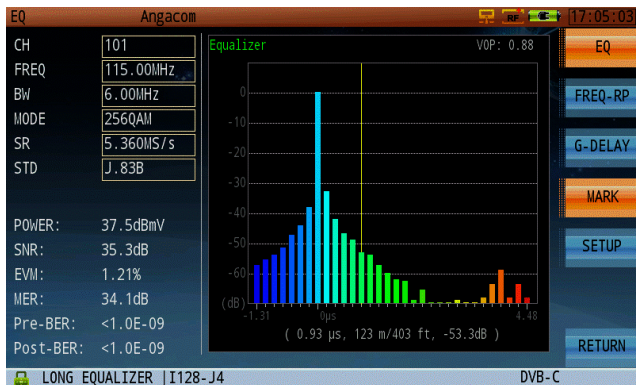 EQ Angacom RF 17:05:03
CH 101
FREQ 115.00MHz
BW 6.00MHz
MODE 256QAM
SR 5.360MS/s
STD J.83B
POWER: 37.5dBmV
SNR: 35.3dB
EVM: 1.21%
MER: 34.1dB
Pre-BER: <1.0E-09
Post-BER: <1.0E-09
Equalizer VOP: 0.88
0
-10
-20
-30
-40
-50
-60
(dB)
-1.31 0µs 4.48
( 0.93 µs, 123 m/403 ft, -53.3dB )
EQ
FREQ-RP
G-DELAY
MARK
SETUP
RETURN
LONG EQUALIZER |I128-J4 DVB-C